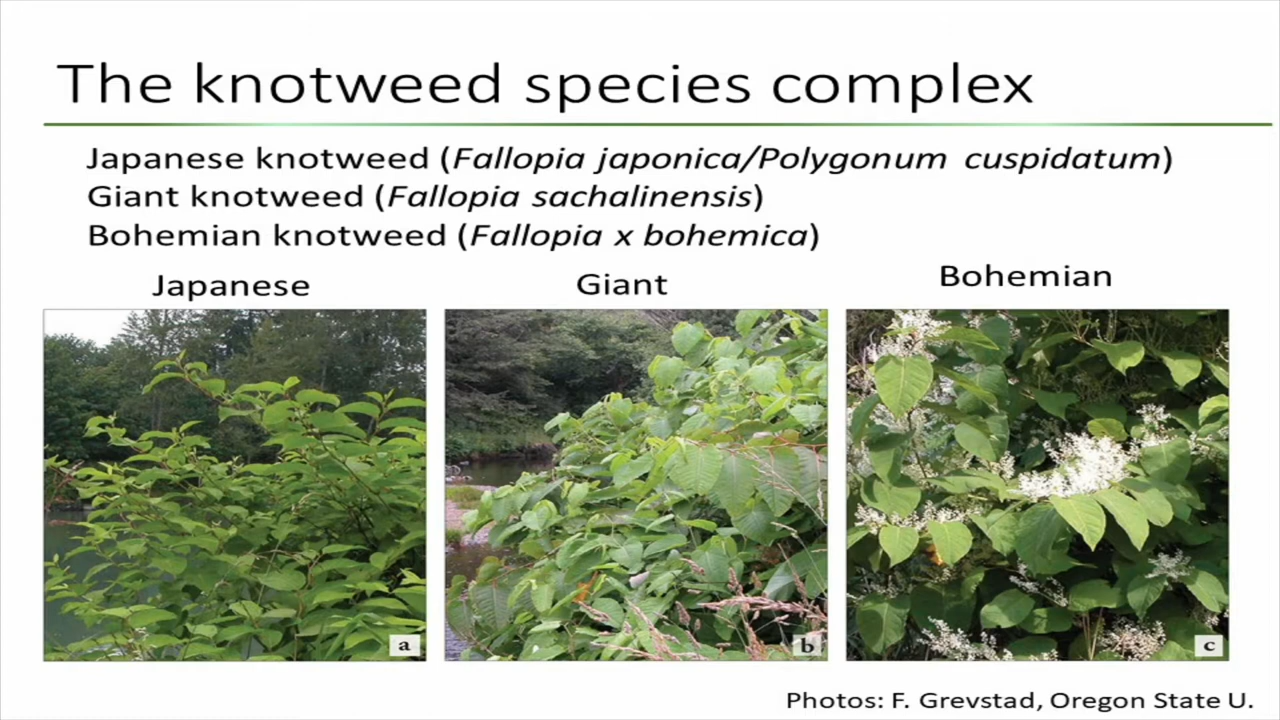 The knotweed species complex
Japanese knotweed (Fallopia japonica/Polygonum cuspidatum)
Giant knotweed (Fallopia sachalinensis)
Bohemian knotweed (Fallopia x bohemica)
Japanese
Giant
Bohemian
a
b
c
Photos: F. Grevstad, Oregon State U.